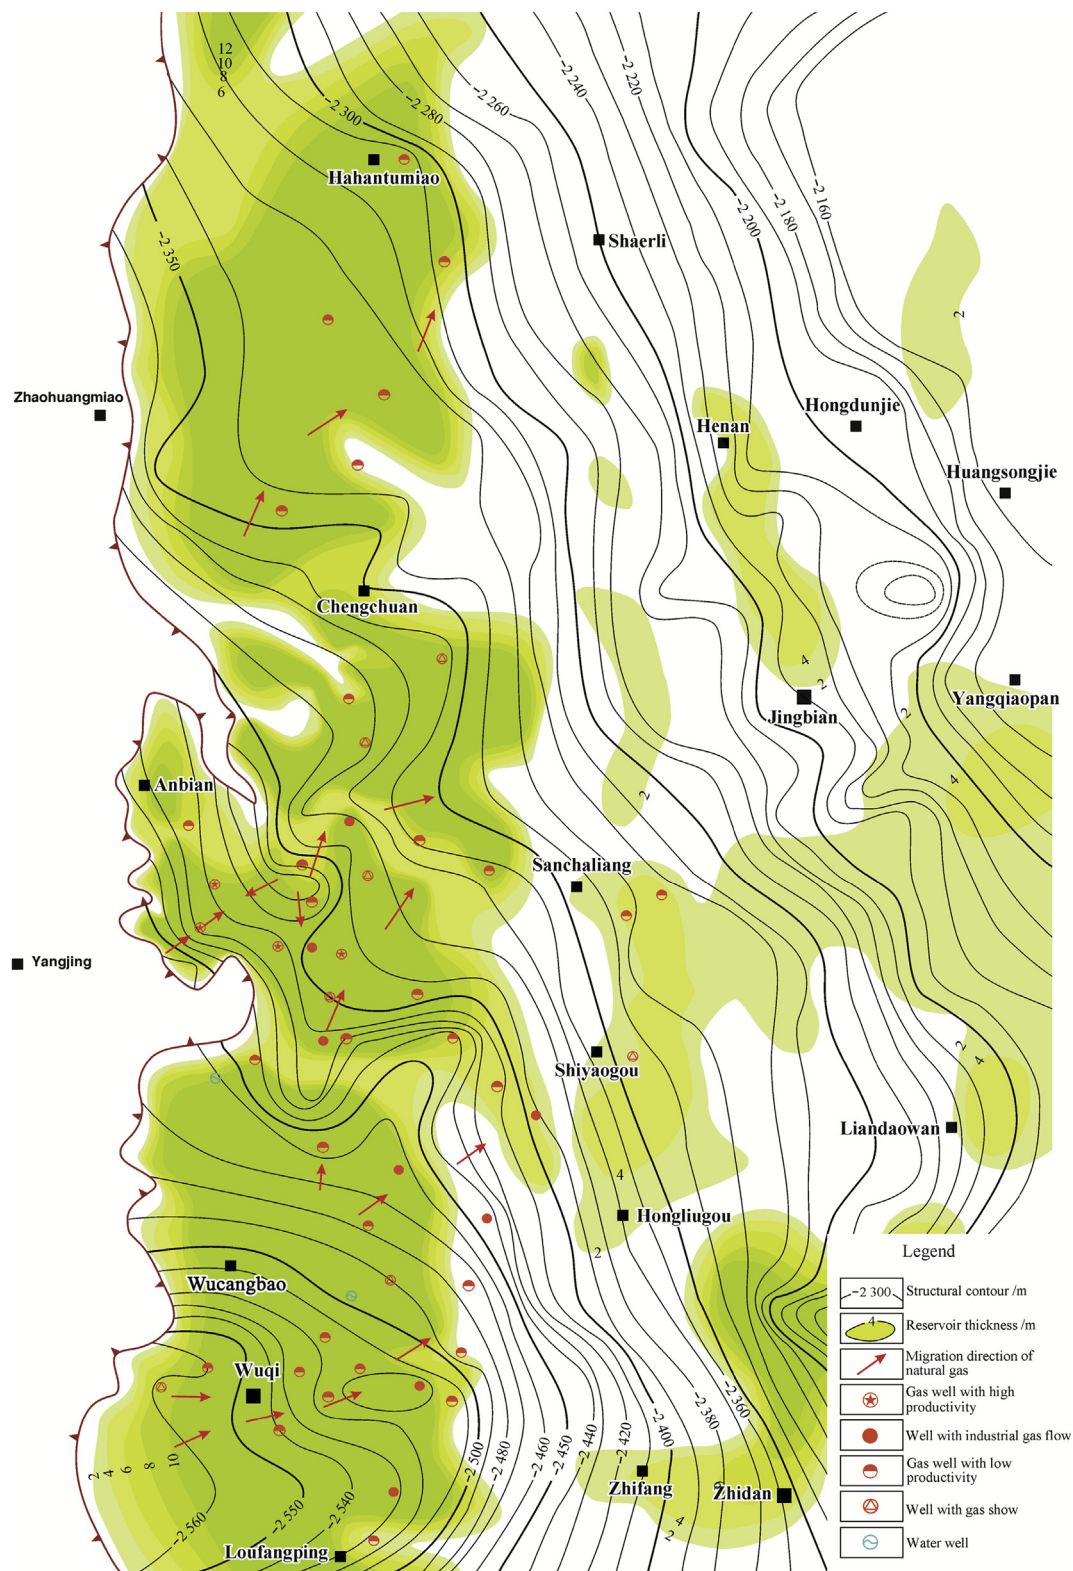 12
10
8
6
−2 300
−2 280
−2 260
−2 240
−2 220
−2 200
−2 180
−2 160
Hahantumiao
Shaerli
−2 350
2
Zhaohuangmiao
Hongdunjie
Henan
Huangsongjie
Chengchuan
4
2
Jingbian
Yangqiaopan
2
4
Anbian
2
Sanchaliang
Yangjing
Shiyaogou
2
4
Liandaowan
4
Hongliugou
2
Wucangbao
Wuqi
2
4
6
8
10
−2 560
−2 550
−2 540
−2 500
−2 480
−2 460
−2 450
−2 440
−2 420
−2 400
−2 380
−2 360
Zhifang
Zhidan
6
4
2
Loufangping
Legend
−2 300
Structural contour /m
4
Reservoir thickness /m
Migration direction of
natural gas
Gas well with high
productivity
Well with industrial gas flow
Gas well with low
productivity
Well with gas show
Water well